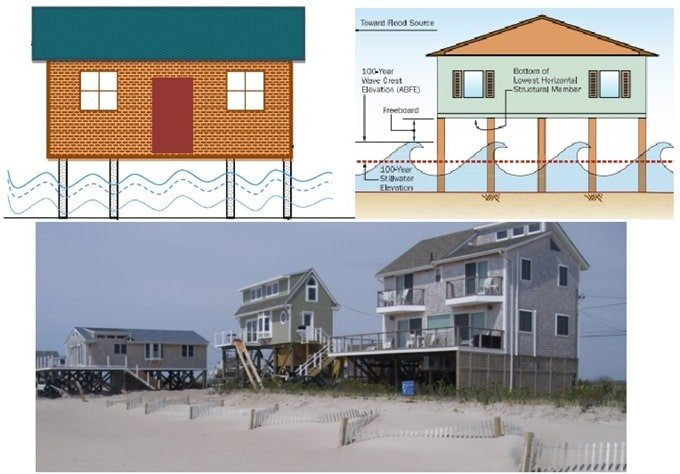 Toward Flood Source
100-Year
Wave Crest
Elevation (ABFE)
Bottom of
Lowest Horizontal
Structural Member
Freeboard
100-Year
Stillwater
Elevation